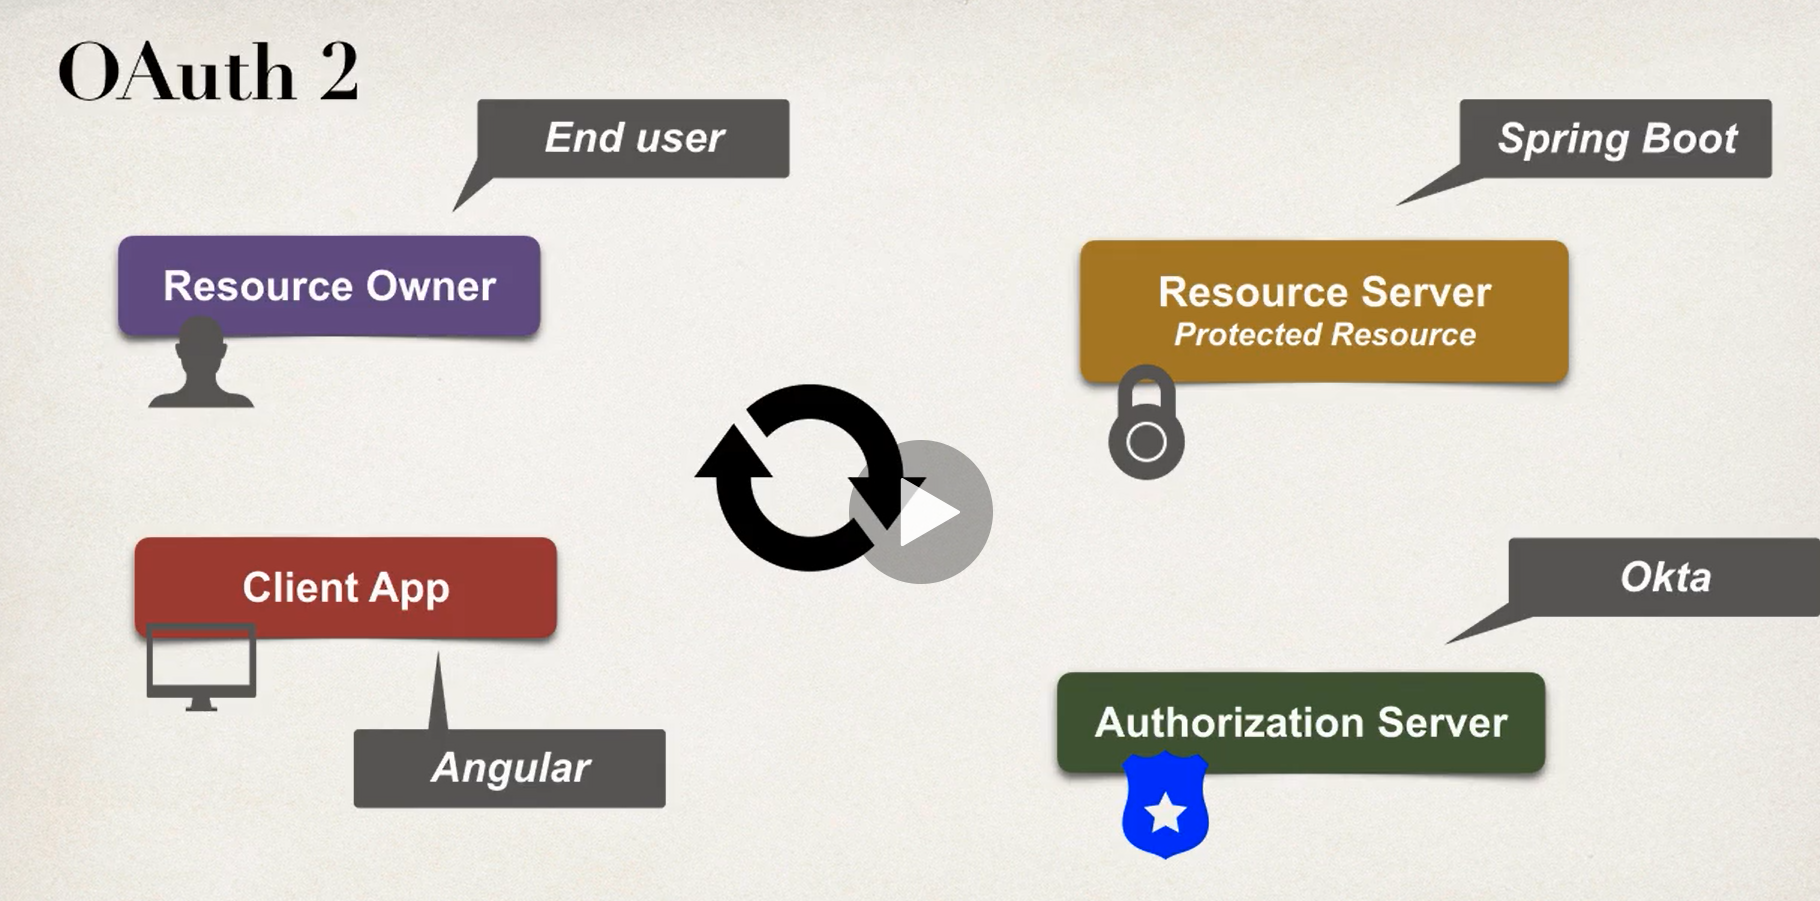 OAuth 2
End user
Spring Boot
Resource Owner
Resource Server
Protected Resource
Client App
Okta
Authorization Server
Angular